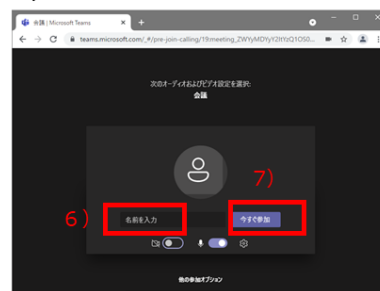 会議 | Microsoft Teams
teams.microsoft.com/_#/pre-join-calling/19:meeting_ZWYyMDYyY2ItYzQ1OS0...
次のオーディオおよびビデオ設定を選択:
会議
7)
6)
名前を入力
今すぐ参加
他の参加オプション